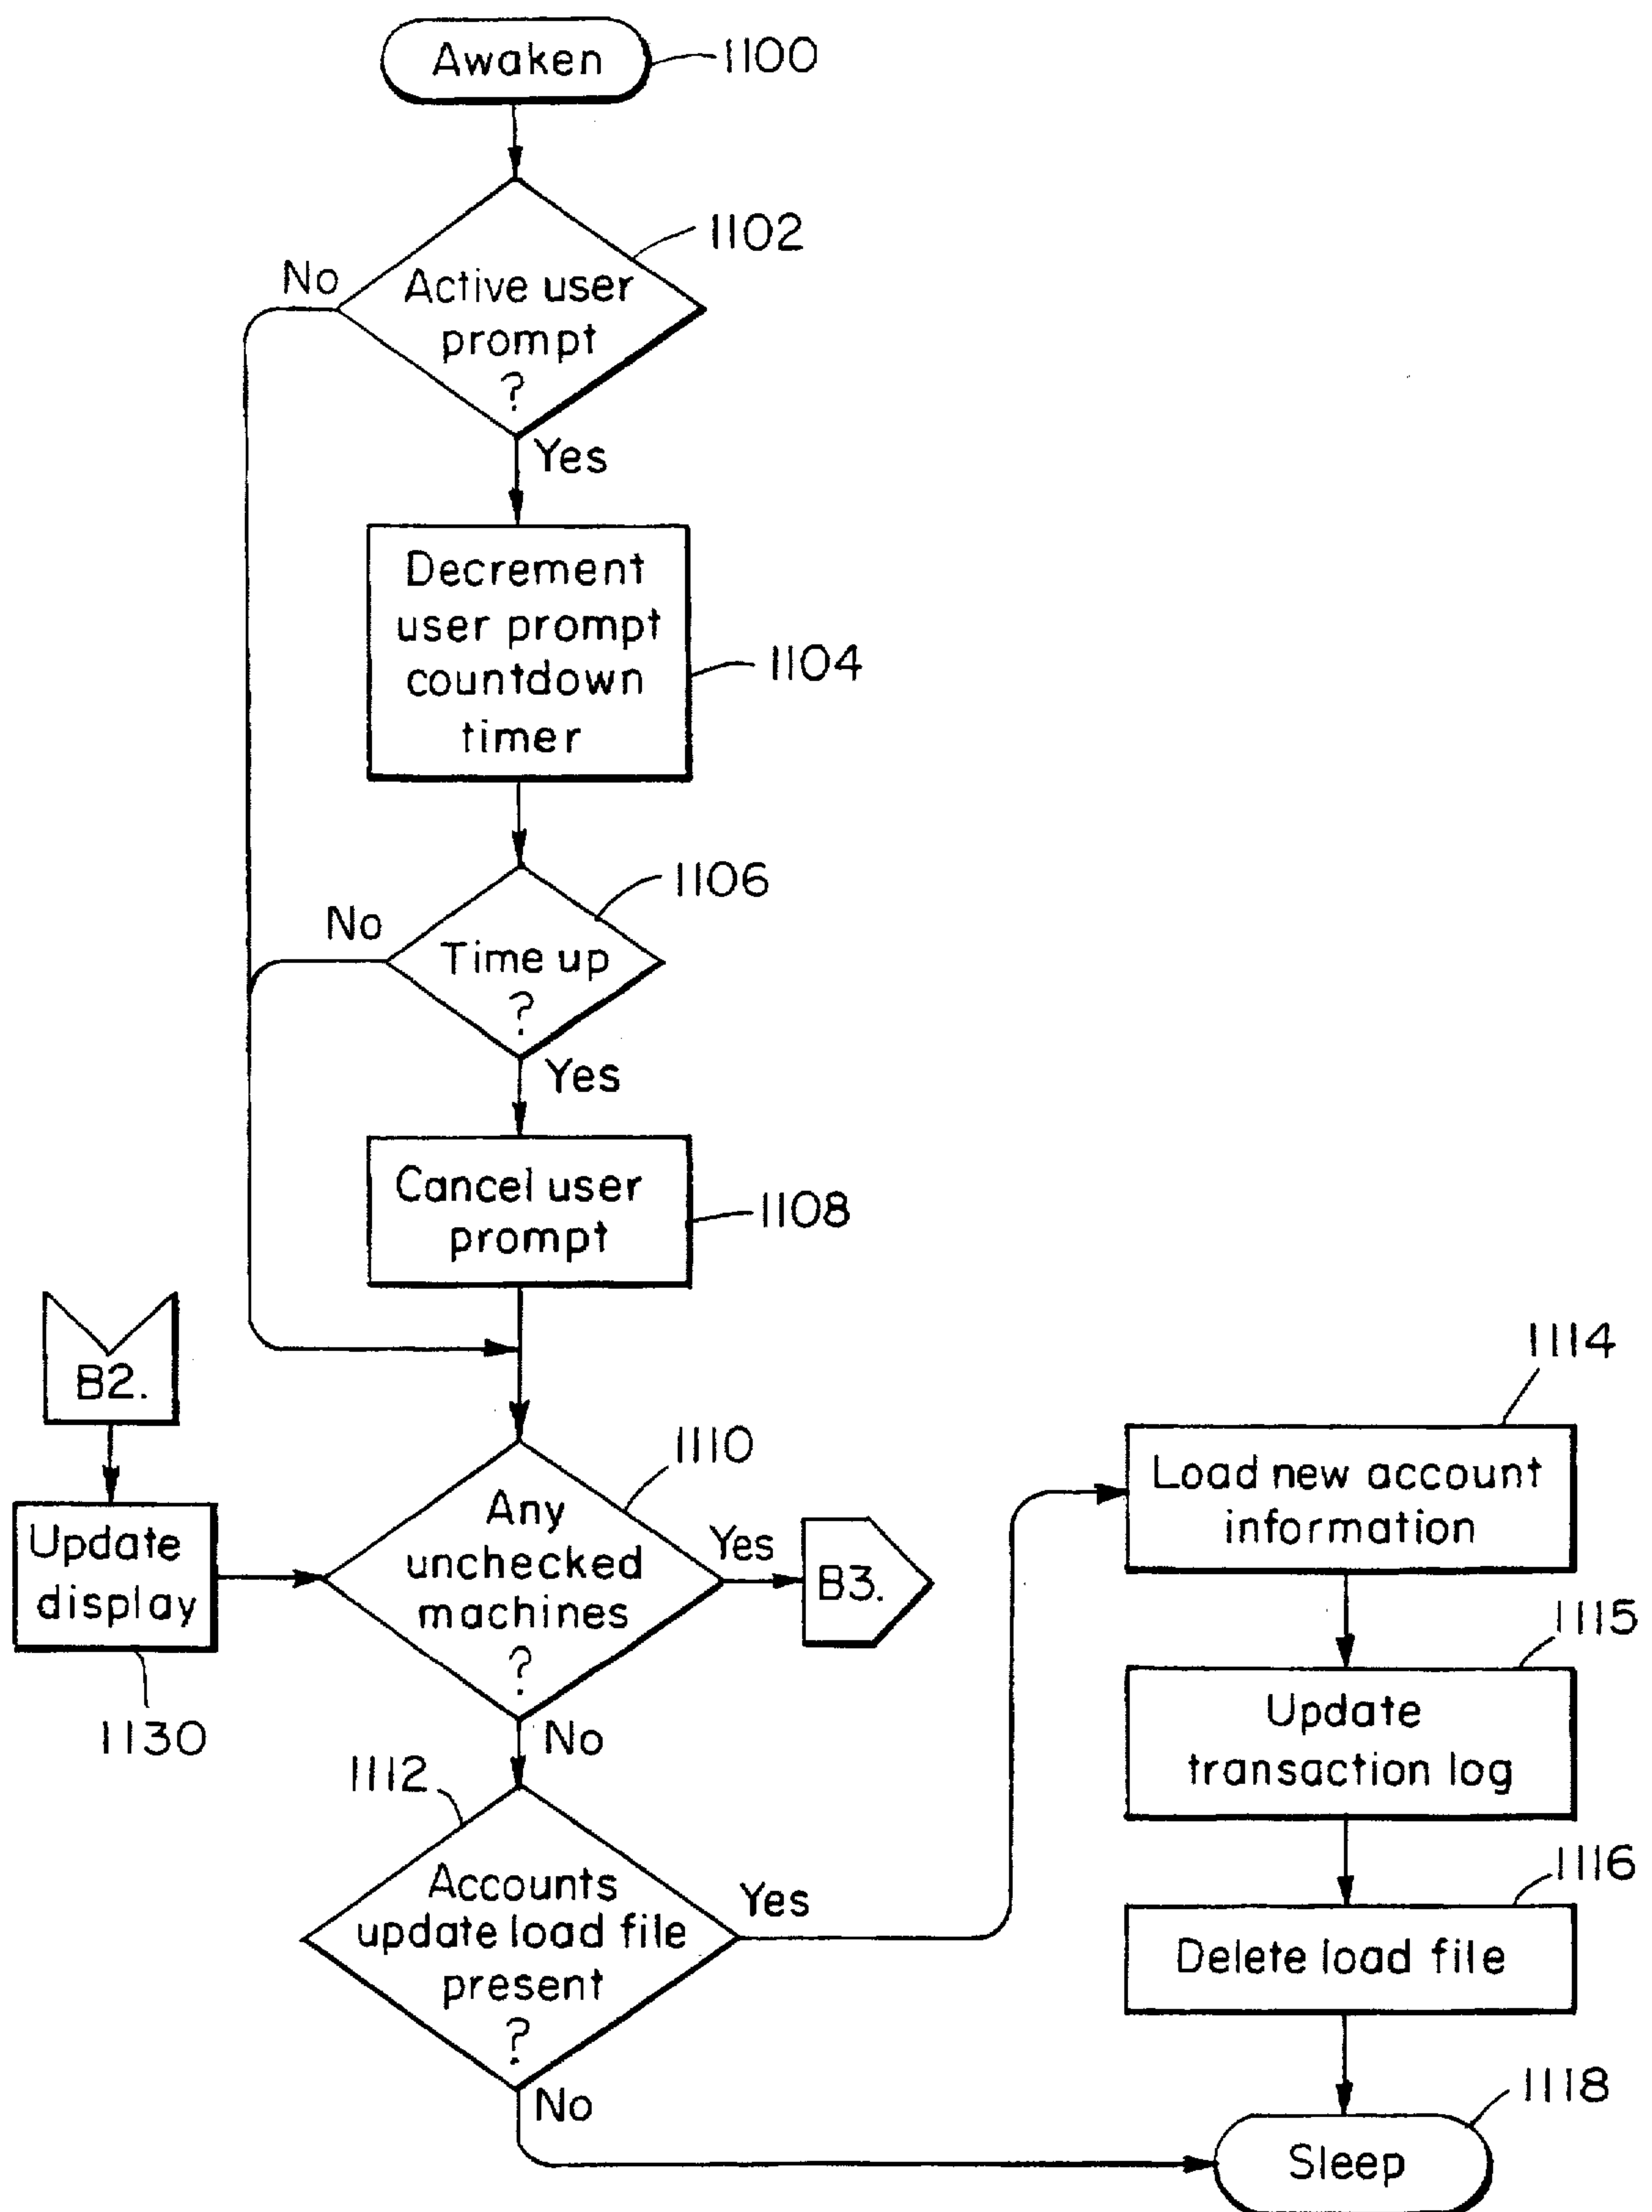 Awaken
1100
1102
No
Active user
prompt
?
Yes
Decrement
user prompt
countdown
timer
1104
1106
No
Time up
?
Yes
Cancel user
prompt
1108
B2.
1114
1110
Load new account
information
Any
unchecked
machines
?
Yes
B3.
Update
display
1115
1130
No
Update
transaction log
1112
1116
Accounts
update load file
present
?
Yes
Delete load file
No
1118
Sleep